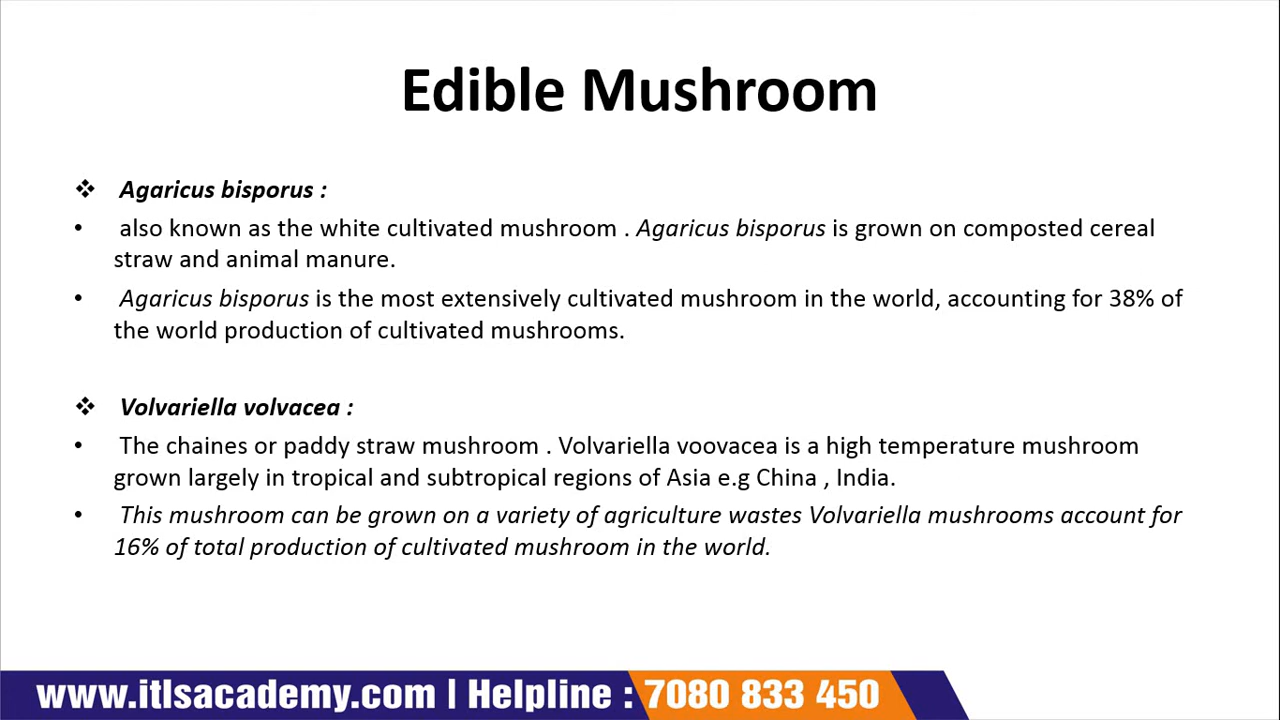 Edible Mushroom
❖ Agaricus bisporus :
• also known as the white cultivated mushroom . Agaricus bisporus is grown on composted cereal
straw and animal manure.
• Agaricus bisporus is the most extensively cultivated mushroom in the world, accounting for 38% of
the world production of cultivated mushrooms.
❖ Volvariella volvacea :
• The chaines or paddy straw mushroom . Volvariella voovacea is a high temperature mushroom
grown largely in tropical and subtropical regions of Asia e.g China , India.
• This mushroom can be grown on a variety of agriculture wastes Volvariella mushrooms account for
16% of total production of cultivated mushroom in the world.
www.itlsacademy.com | Helpline : 7080 833 450